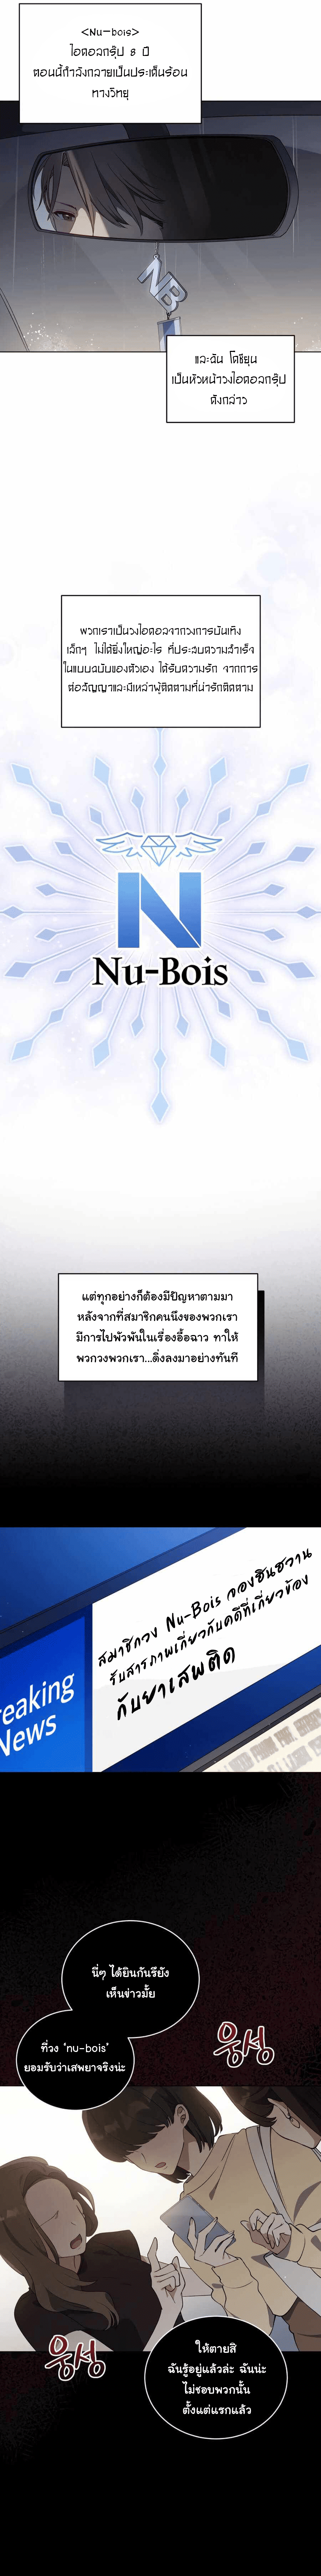 <Nu-bois>
ไอดอลกรุ๊ป 8 ปี
ตอนนี้กำลังกลายเป็นประเด็นร้อน
ทางวิทยุ
NB
และฉัน โดชียุน
เป็นหัวหน้าวงไอดอลกรุ๊ป
ดังกล่าว
พวกเราเป็นวงไอดอลจากวงการบันเทิง
เล็กๆ ไม่ได้ยิ่งใหญ่อะไร ที่ประสบความสำเร็จ
ในแบบฉบับของตัวเอง ได้รับความรัก จากการ
ต่อสัญญาและมีเหล่าผู้ติดตามที่น่ารักติดตาม
N
Nu-Bois
แต่ทุกอย่างก็ต้องมีปัญหาตามมา
หลังจากที่สมาชิกคนนึงของพวกเรา
มีการไปพัวพันในเรื่องอื้อฉาว ทาให้
พวกวงพวกเรา...ดิ่งลงมาอย่างทันที
สมาชิกวง Nu-Bois จองฮินฮวาน
รับสารภาพเกี่ยวกับคดีที่เกี่ยวข้อง
กับยาเสพติด
reaking
News
นี่ๆ ได้ยินกันรึยัง
เห็นข่าวมั้ย
ที่วง 'nu-bois'
ยอมรับว่าเสพยาจริงน่ะ
웅성
웅성
ให้ตายสิ
ฉันรู้อยู่แล้วล่ะ ฉันน่ะ
ไม่ชอบพวกนั้น
ตั้งแต่แรกแล้ว